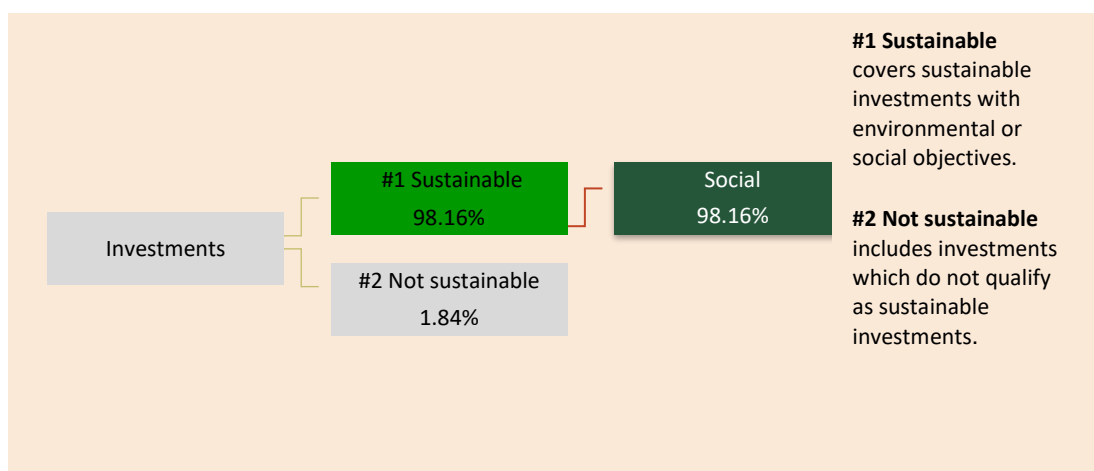 Investments
#1 Sustainable
98.16%
#2 Not sustainable
1.84%
Social
98.16%
#1 Sustainable
covers sustainable
investments with
environmental or
social objectives.
#2 Not sustainable
includes investments
which do not qualify
as sustainable
investments.